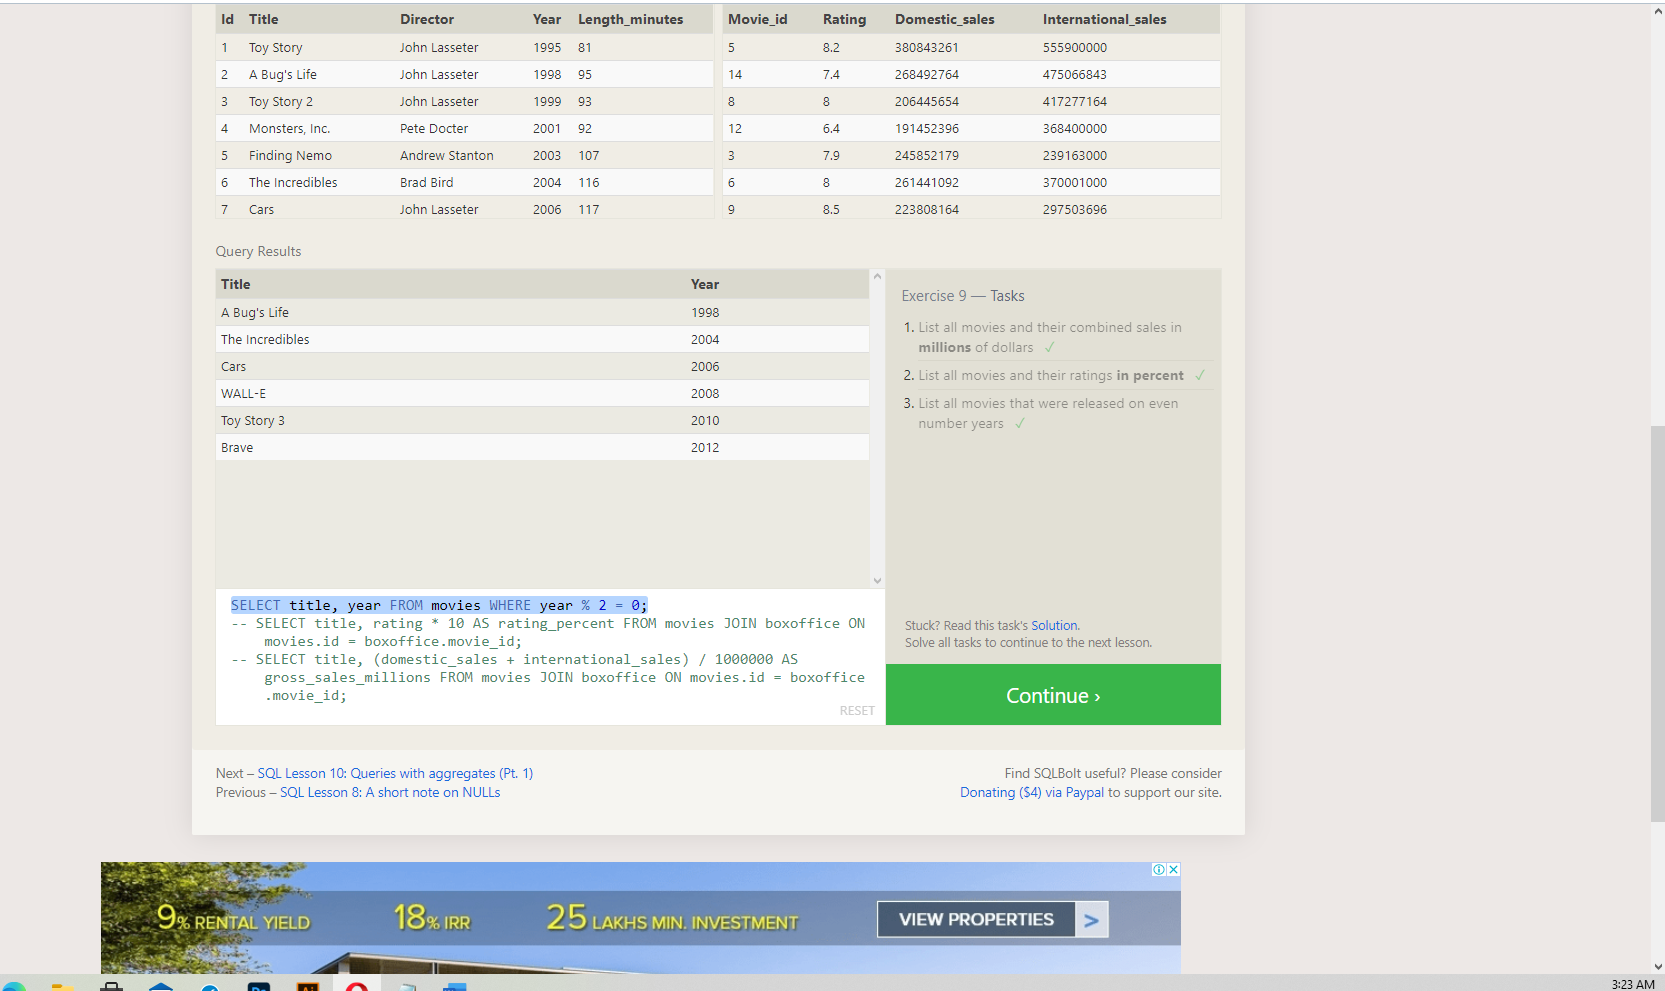 Id Title Director Year Length_minutes
1 Toy Story John Lasseter 1995 81
2 A Bug's Life John Lasseter 1998 95
3 Toy Story 2 John Lasseter 1999 93
4 Monsters, Inc. Pete Docter 2001 92
5 Finding Nemo Andrew Stanton 2003 107
6 The Incredibles Brad Bird 2004 116
7 Cars John Lasseter 2006 117
Movie_id Rating Domestic_sales International_sales
5 8.2 380843261 555900000
14 7.4 268492764 475066843
8 8 206445654 417277164
12 6.4 191452396 368400000
3 7.9 245852179 239163000
6 8 261441092 370001000
9 8.5 223808164 297503696
Query Results
Title Year
A Bug's Life 1998
The Incredibles 2004
Cars 2006
WALL-E 2008
Toy Story 3 2010
Brave 2012
SELECT title, year FROM movies WHERE year % 2 = 0;
-- SELECT title, rating * 10 AS rating_percent FROM movies JOIN boxoffice ON
movies.id = boxoffice.movie_id;
-- SELECT title, (domestic_sales + international_sales) / 1000000 AS
gross_sales_millions FROM movies JOIN boxoffice ON movies.id = boxoffice
.movie_id;
RESET
Exercise 9 — Tasks
1. List all movies and their combined sales in
millions of dollars ✓
2. List all movies and their ratings in percent ✓
3. List all movies that were released on even
number years ✓
Stuck? Read this task's Solution.
Solve all tasks to continue to the next lesson.
Continue ›
Next – SQL Lesson 10: Queries with aggregates (Pt. 1)
Previous – SQL Lesson 8: A short note on NULLs
Find SQLBolt useful? Please consider
Donating ($4) via Paypal to support our site.
9% RENTAL YIELD 18% IRR 25 LAKHS MIN. INVESTMENT VIEW PROPERTIES >
3:23 AM